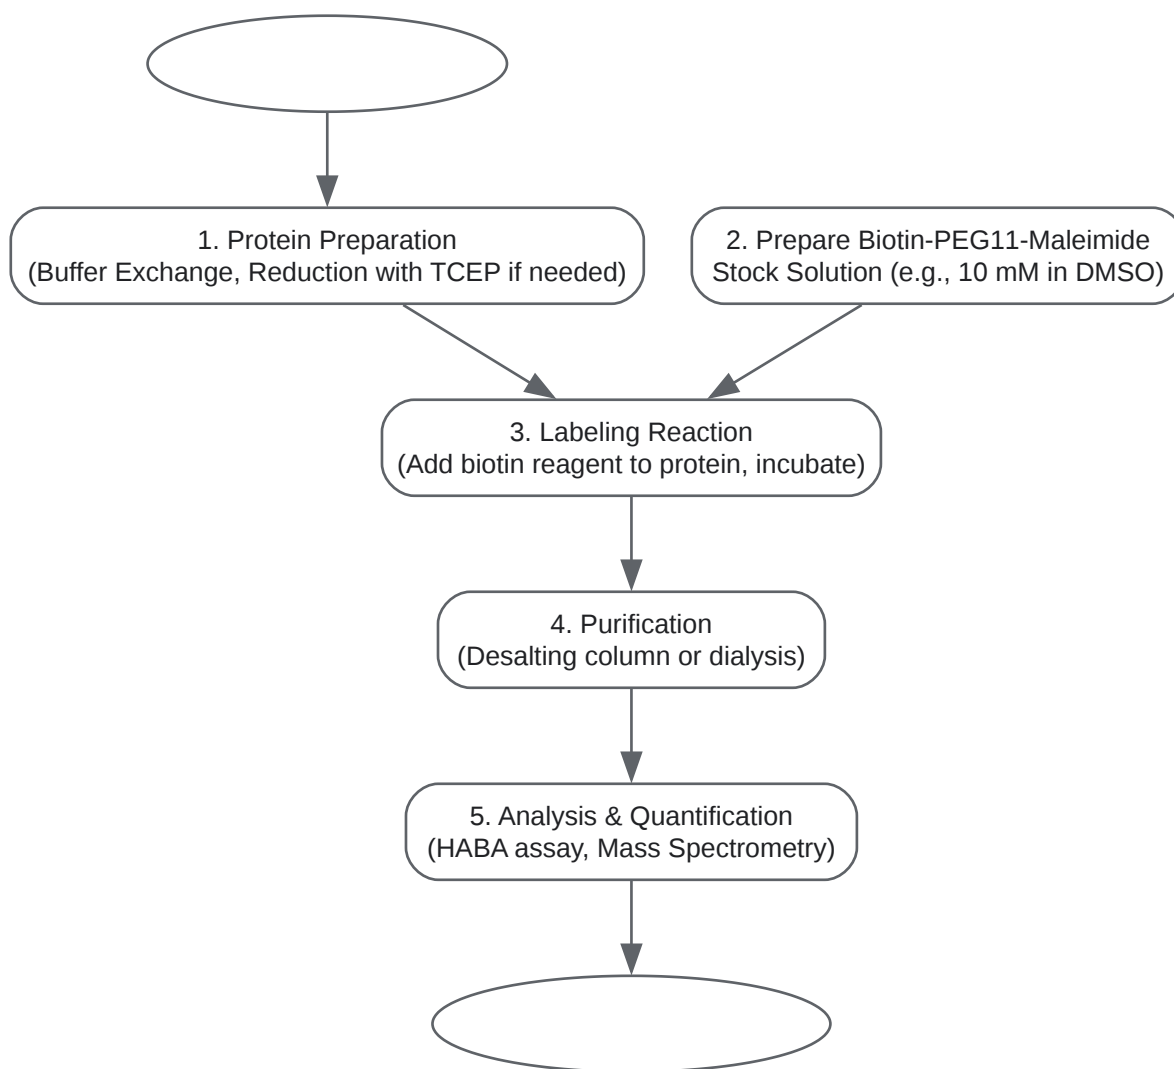 1. Protein Preparation
(Buffer Exchange, Reduction with TCEP if needed)
2. Prepare Biotin-PEG11-Maleimide
Stock Solution (e.g., 10 mM in DMSO)
3. Labeling Reaction
(Add biotin reagent to protein, incubate)
4. Purification
(Desalting column or dialysis)
5. Analysis & Quantification
(HABA assay, Mass Spectrometry)